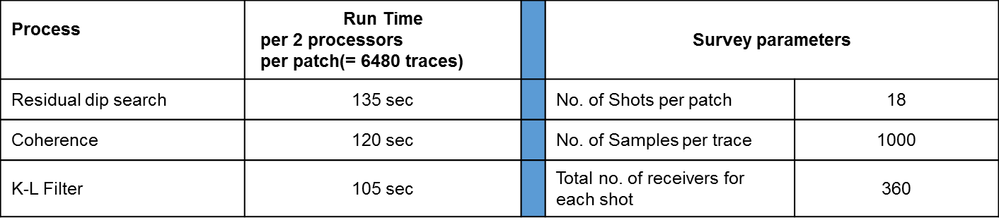 Process
Run Time
per 2 processors
per patch(= 6480 traces)
Survey parameters
Residual dip search
135 sec
No. of Shots per patch
18
Coherence
120 sec
No. of Samples per trace
1000
K-L Filter
105 sec
Total no. of receivers for
each shot
360